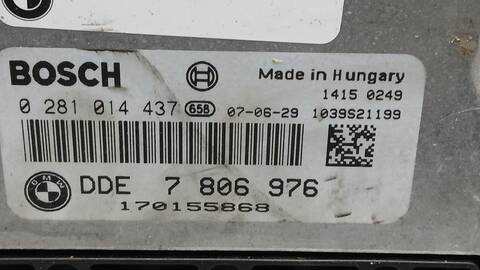 BOSCH
Made in Hungary
1415 0249
0 281 014 437 658 07-06-29 1039S21199
DDE 7 806 976
170155868